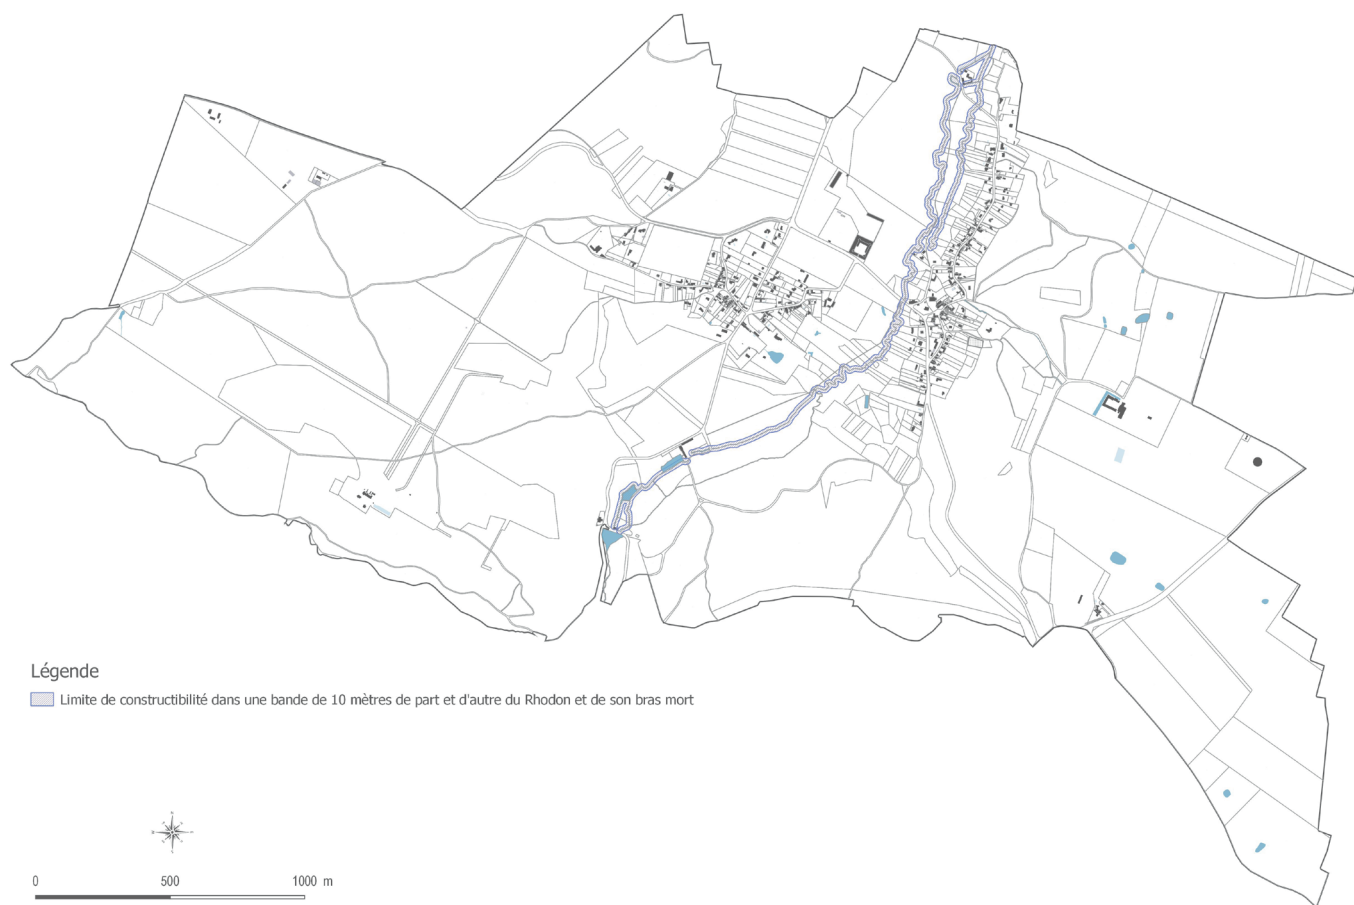 Légende
Limite de constructibilité dans une bande de 10 mètres de part et d'autre du Rhodon et de son bras mort
0 500 1000 m